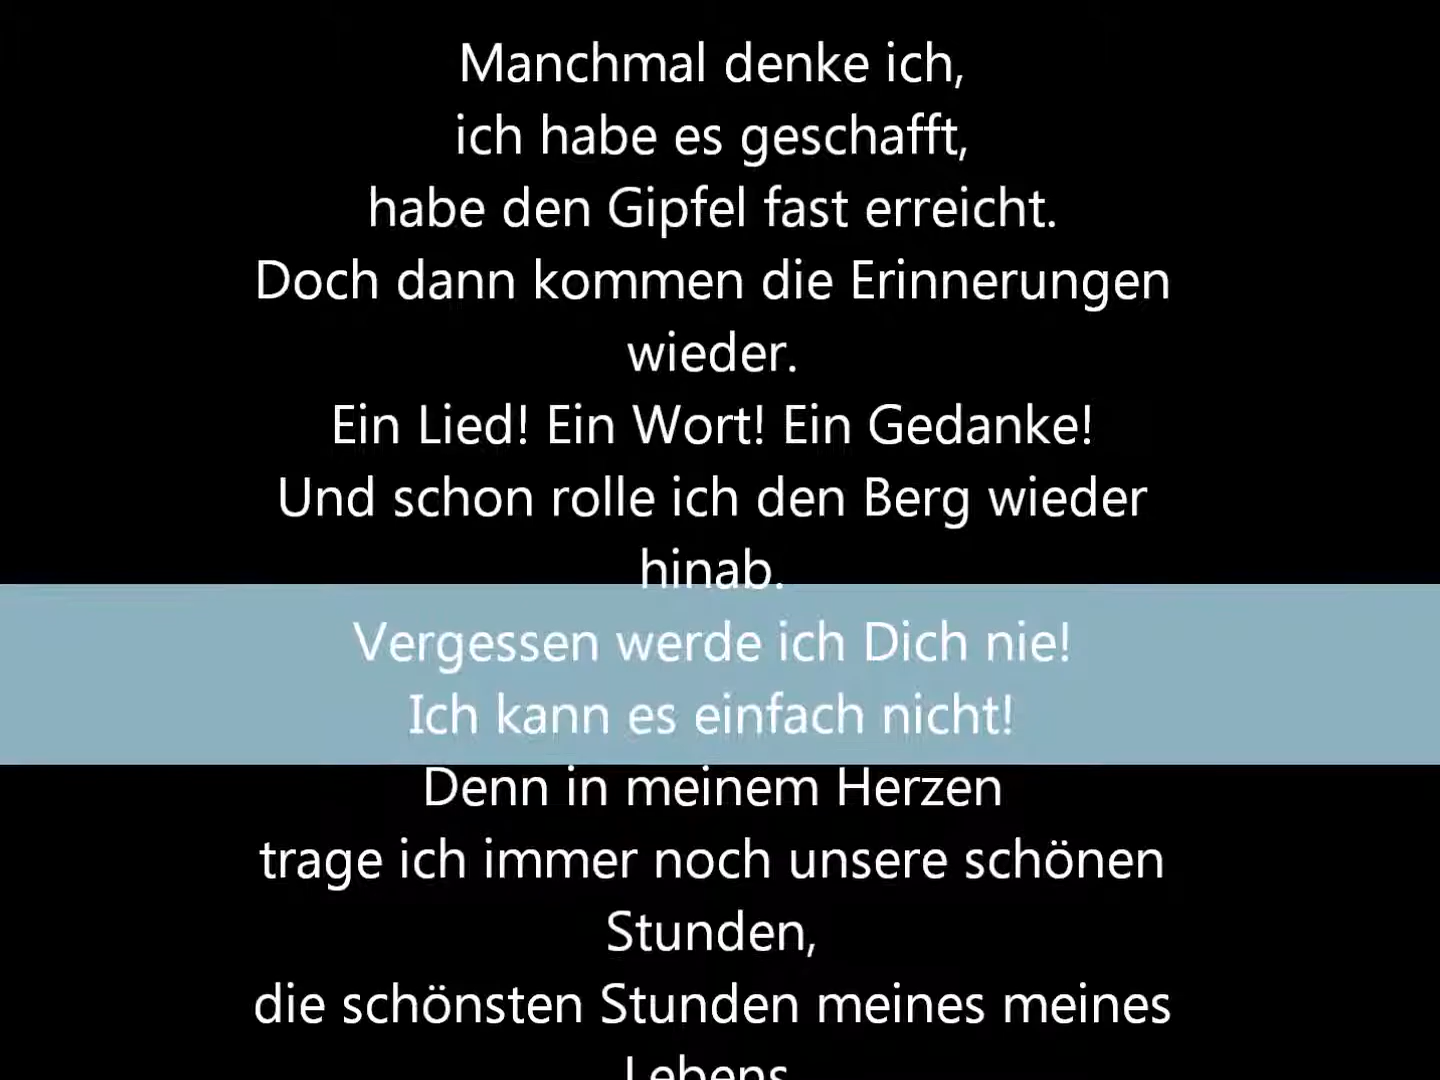 Manchmal denke ich,
ich habe es geschafft,
habe den Gipfel fast erreicht.
Doch dann kommen die Erinnerungen
wieder.
Ein Lied! Ein Wort! Ein Gedanke!
Und schon rolle ich den Berg wieder
hinab.
Vergessen werde ich Dich nie!
Ich kann es einfach nicht!
Denn in meinem Herzen
trage ich immer noch unsere schönen
Stunden,
die schönsten Stunden meines meines
Lebens